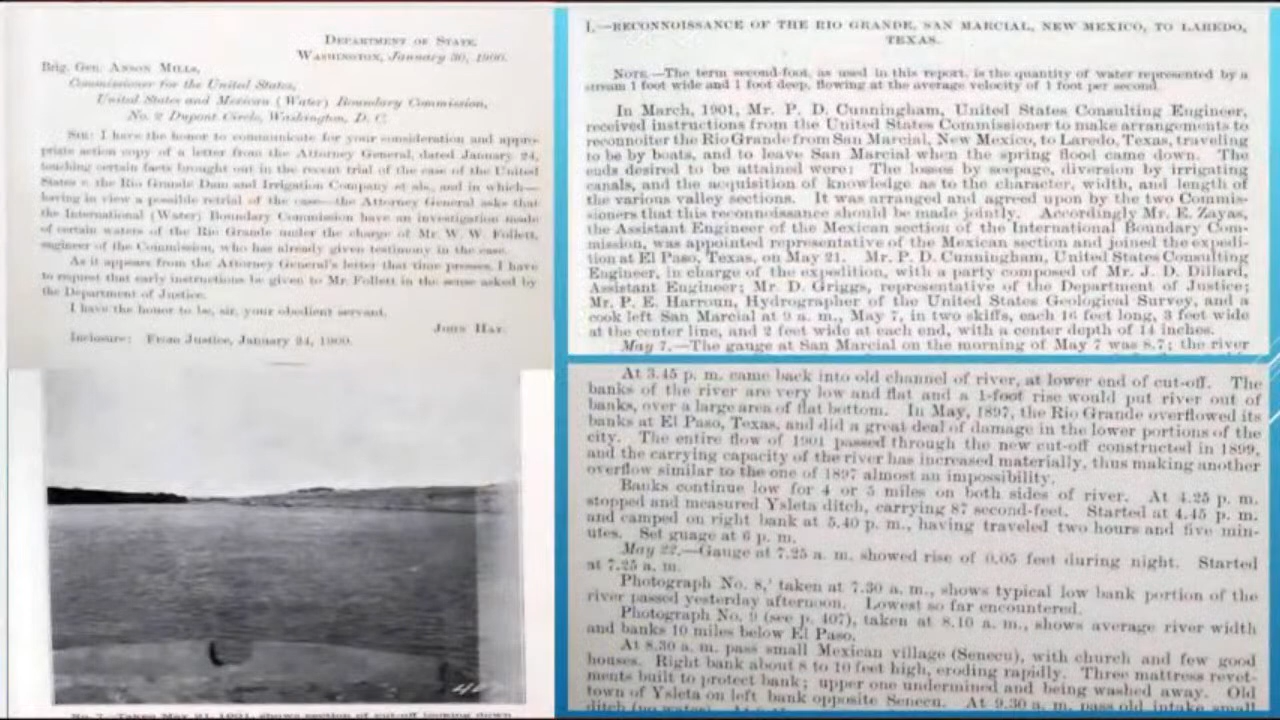 DEPARTMENT OF STATE,
WASHINGTON, January 30, 1900.
Brig. Gen. ANSON MILLS,
Commissioner for the United States,
United States and Mexican (Water) Boundary Commission,
No. 2 Dupont Circle, Washington, D. C.
SIR: I have the honor to communicate for your consideration and appro-
priate action copy of a letter from the Attorney General, dated January 24,
touching certain facts brought out in the recent trial of the case of the United
States v. the Rio Grande Dam and Irrigation Company et als., and in which—
having in view a possible retrial of the case—the Attorney General asks that
the International (Water) Boundary Commission have an investigation made
of certain waters of the Rio Grande under the charge of Mr. W. W. Follett,
engineer of the Commission, who has already given testimony in the case.
As it appears from the Attorney General's letter that time presses, I have
to request that early instructions be given to Mr. Follett in the sense asked by
the Department of Justice.
I have the honor to be, sir, your obedient servant,
JOHN HAY.
Inclosure: From Justice, January 24, 1900.
No. 7. Taken May 21, 1901, shows section of cut-off looking down
I.—RECONNOISSANCE OF THE RIO GRANDE, SAN MARCIAL, NEW MEXICO, TO LAREDO,
TEXAS.
NOTE.—The term second-foot, as used in this report, is the quantity of water represented by a
stream 1 foot wide and 1 foot deep, flowing at the average velocity of 1 foot per second.
In March, 1901, Mr. P. D. Cunningham, United States Consulting Engineer,
received instructions from the United States Commissioner to make arrangements to
reconnoiter the Rio Grande from San Marcial, New Mexico, to Laredo, Texas, traveling
to be by boats, and to leave San Marcial when the spring flood came down. The
ends desired to be attained were: The losses by seepage, diversion by irrigating
canals, and the acquisition of knowledge as to the character, width, and length of
the various valley sections. It was arranged and agreed upon by the two Commis-
sioners that this reconnoissance should be made jointly. Accordingly Mr. E. Zayas,
the Assistant Engineer of the Mexican section of the International Boundary Com-
mission, was appointed representative of the Mexican section and joined the expedi-
tion at El Paso, Texas, on May 21. Mr. P. D. Cunningham, United States Consulting
Engineer, in charge of the expedition, with a party composed of Mr. J. D. Dillard,
Assistant Engineer; Mr. D. Griggs, representative of the Department of Justice;
Mr. P. E. Harroun, Hydrographer of the United States Geological Survey, and a
cook left San Marcial at 9 a. m., May 7, in two skiffs, each 16 feet long, 3 feet wide
at the center line, and 2 feet wide at each end, with a center depth of 14 inches.
May 7.—The gauge at San Marcial on the morning of May 7 was 8.7; the river
At 3.45 p. m. came back into old channel of river, at lower end of cut-off. The
banks of the river are very low and flat and a 1-foot rise would put river out of
banks, over a large area of flat bottom. In May, 1897, the Rio Grande overflowed its
banks at El Paso, Texas, and did a great deal of damage in the lower portions of the
city. The entire flow of 1901 passed through the new cut-off constructed in 1899,
and the carrying capacity of the river has increased materially, thus making another
overflow similar to the one of 1897 almost an impossibility.
Banks continue low for 4 or 5 miles on both sides of river. At 4.25 p. m.
stopped and measured Ysleta ditch, carrying 87 second-feet. Started at 4.45 p. m.
and camped on right bank at 5.40 p. m., having traveled two hours and five min-
utes. Set guage at 6 p. m.
May 22.—Gauge at 7.25 a. m. showed rise of 0.05 feet during night. Started
at 7.25 a. m.
Photograph No. 8, taken at 7.30 a. m., shows typical low bank portion of the
river passed yesterday afternoon. Lowest so far encountered.
Photograph No. 9 (see p. 407), taken at 8.10 a. m., shows average river width
and banks 10 miles below El Paso.
At 8.30 a. m. pass small Mexican village (Senecu), with church and few good
houses. Right bank about 8 to 10 feet high, eroding rapidly. Three mattress revet-
ments built to protect bank; upper one undermined and being washed away. Old
town of Ysleta on left bank opposite Senecu. At 9.30 a. m. pass old intake small